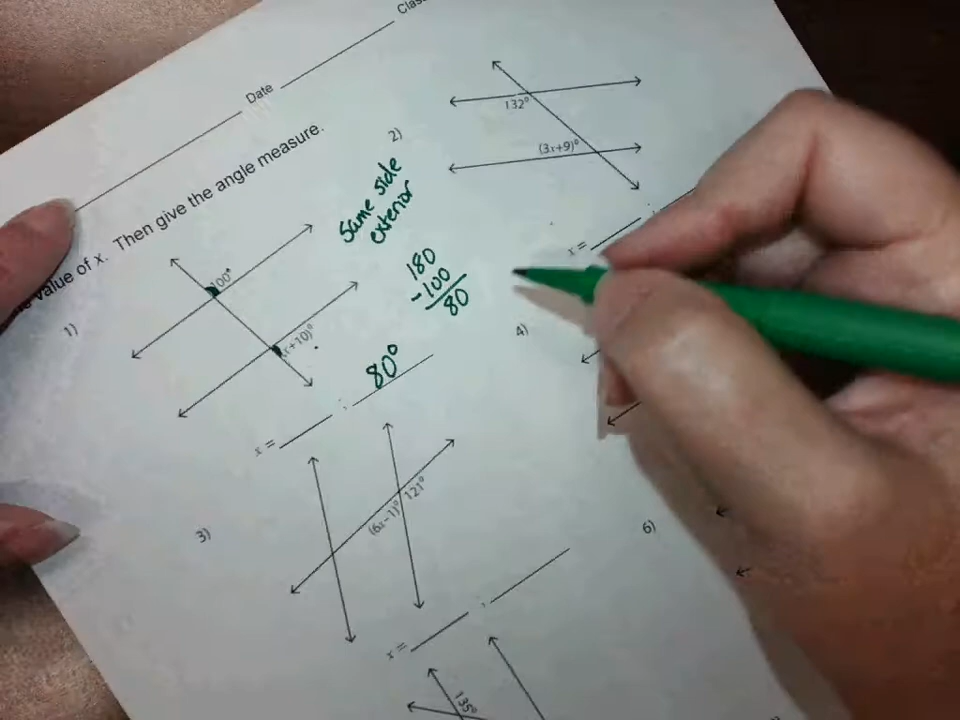 Clas
Date
value of x. Then give the angle measure.
1)
100°
(x+10)°
Same side
exterior
180
-100
80
80°
x = ;
2)
132°
(3x+9)°
x = ;
3)
(6x-1)°
121°
x = ;
4)
6)
135°